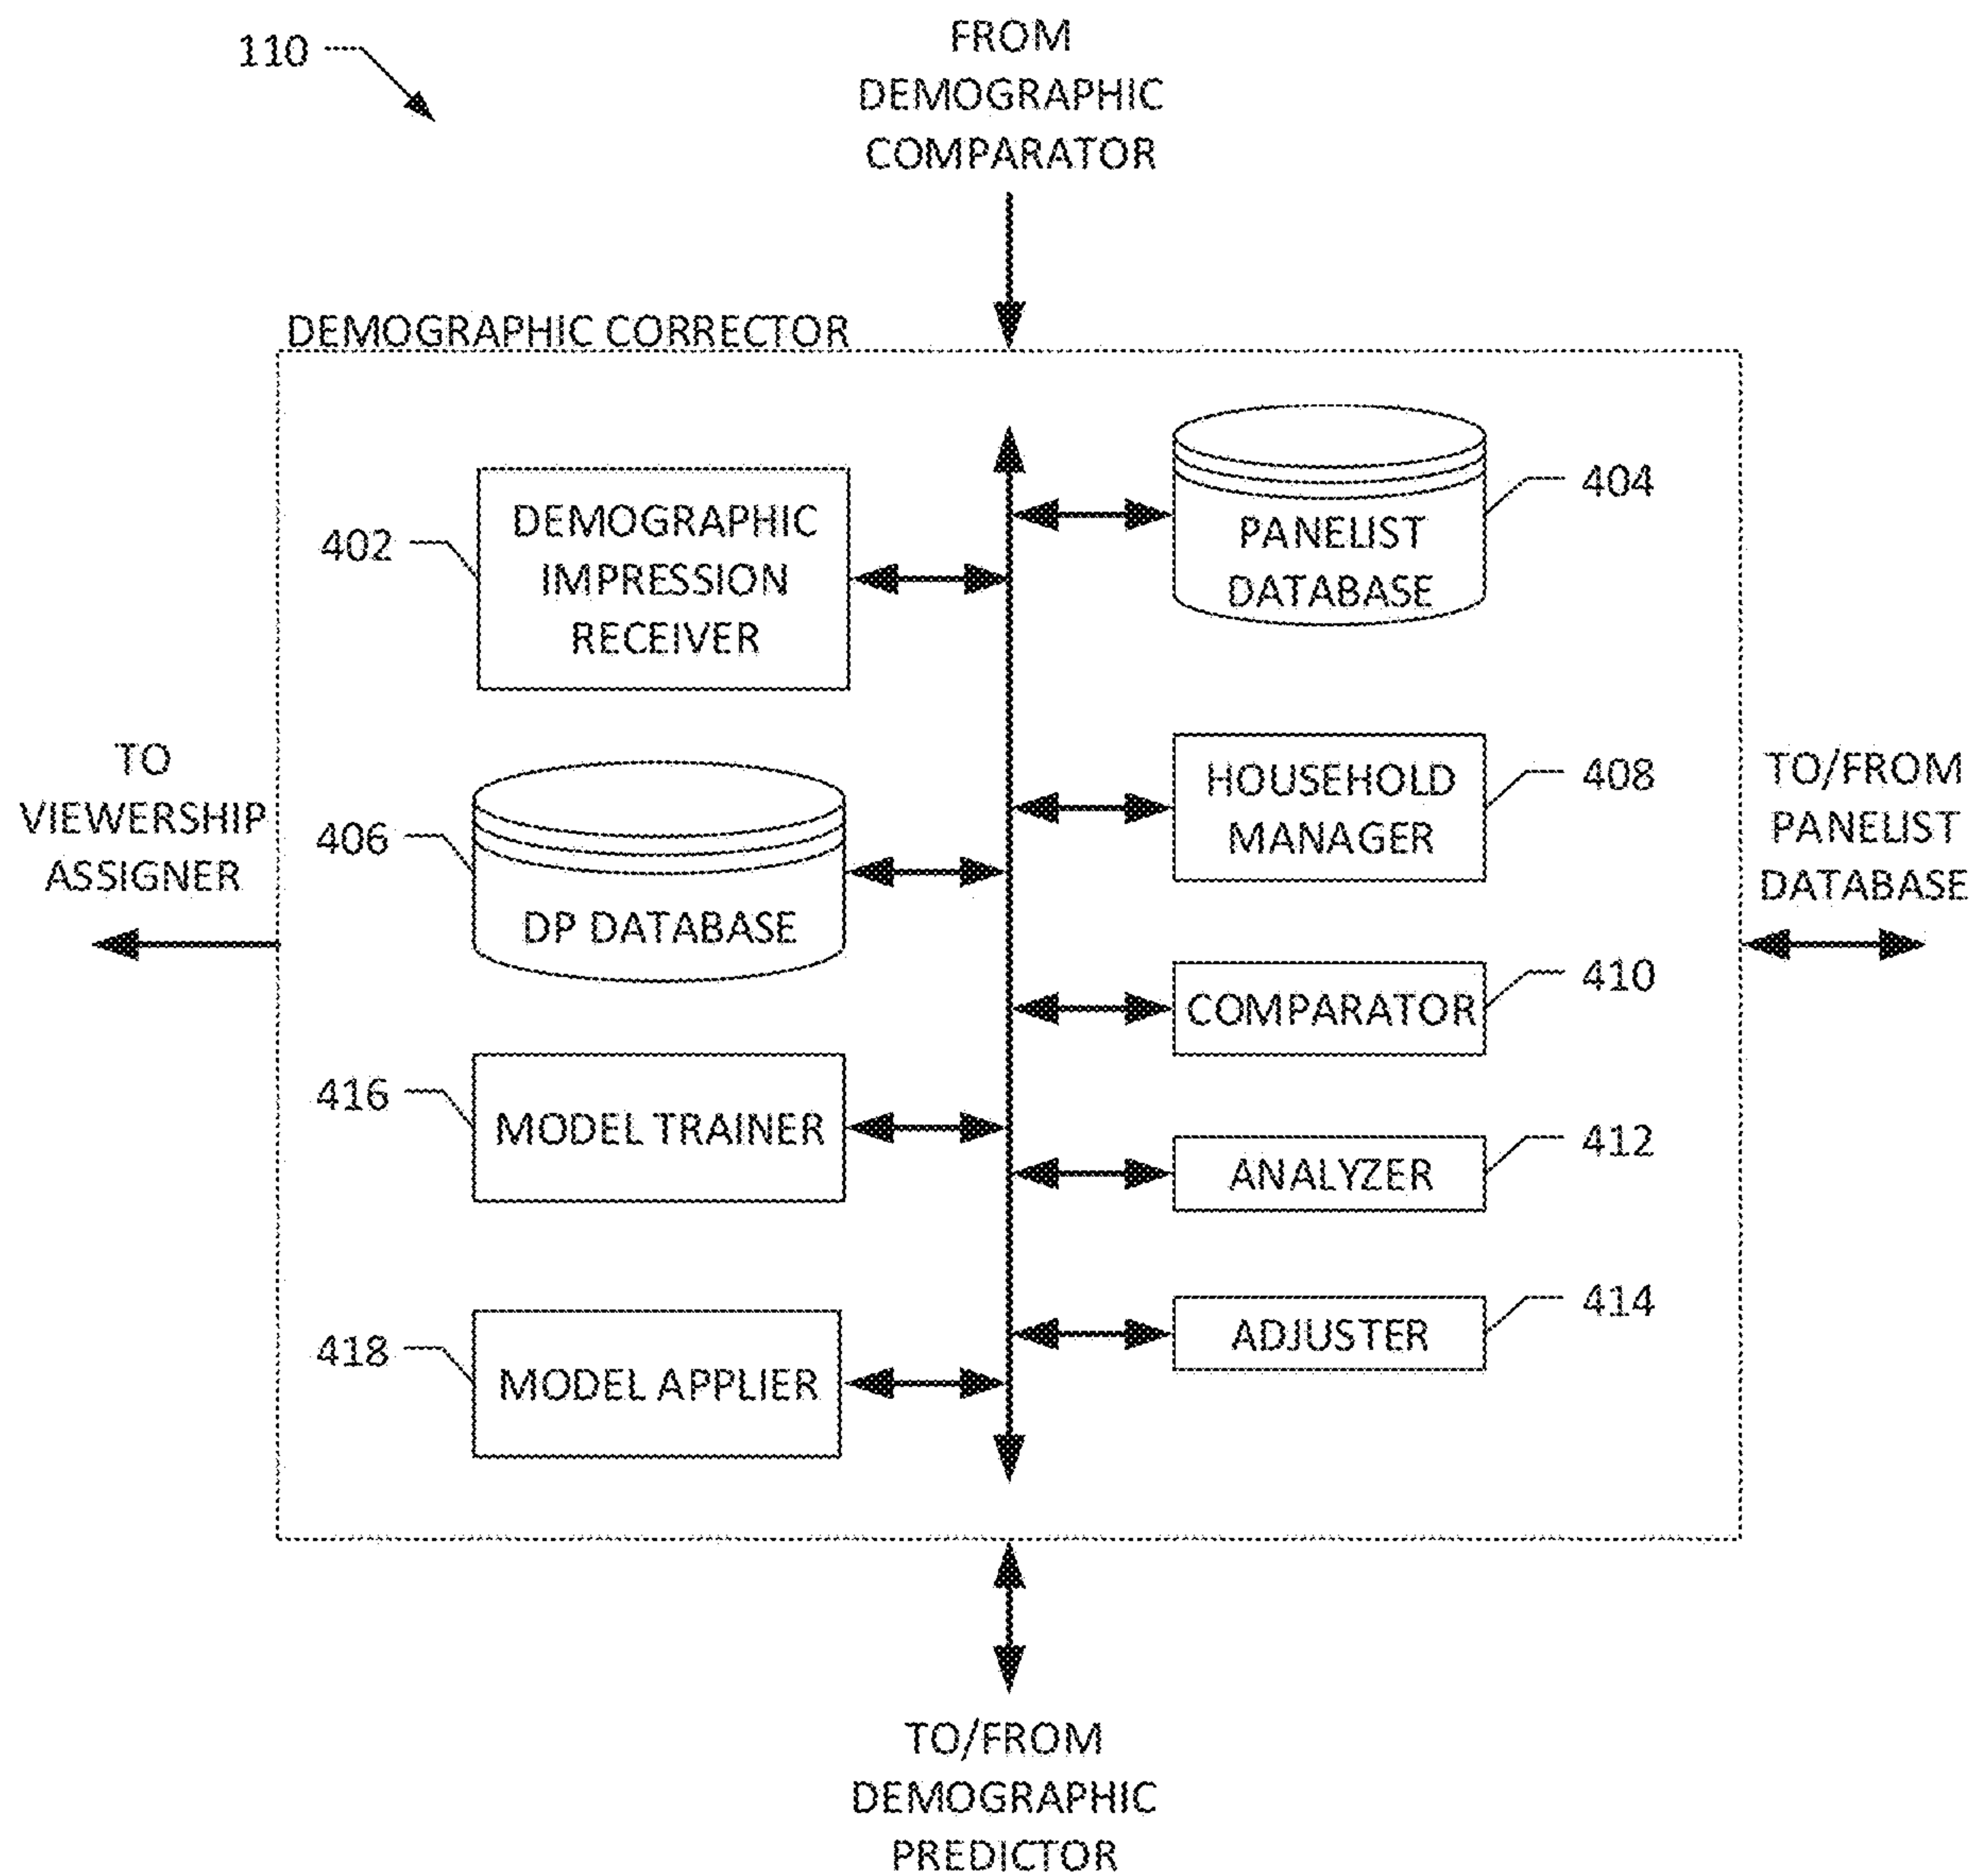 110
FROM
DEMOGRAPHIC
COMPARATOR
DEMOGRAPHIC CORRECTOR
402
DEMOGRAPHIC
IMPRESSION
RECEIVER
PANELIST
DATABASE
404
TO
VIEWERSHIP
ASSIGNER
406
DP DATABASE
HOUSEHOLD
MANAGER
408
TO/FROM
PANELIST
DATABASE
COMPARATOR
410
416
MODEL TRAINER
ANALYZER
412
418
MODEL APPLIER
ADJUSTER
414
TO/FROM
DEMOGRAPHIC
PREDICTOR